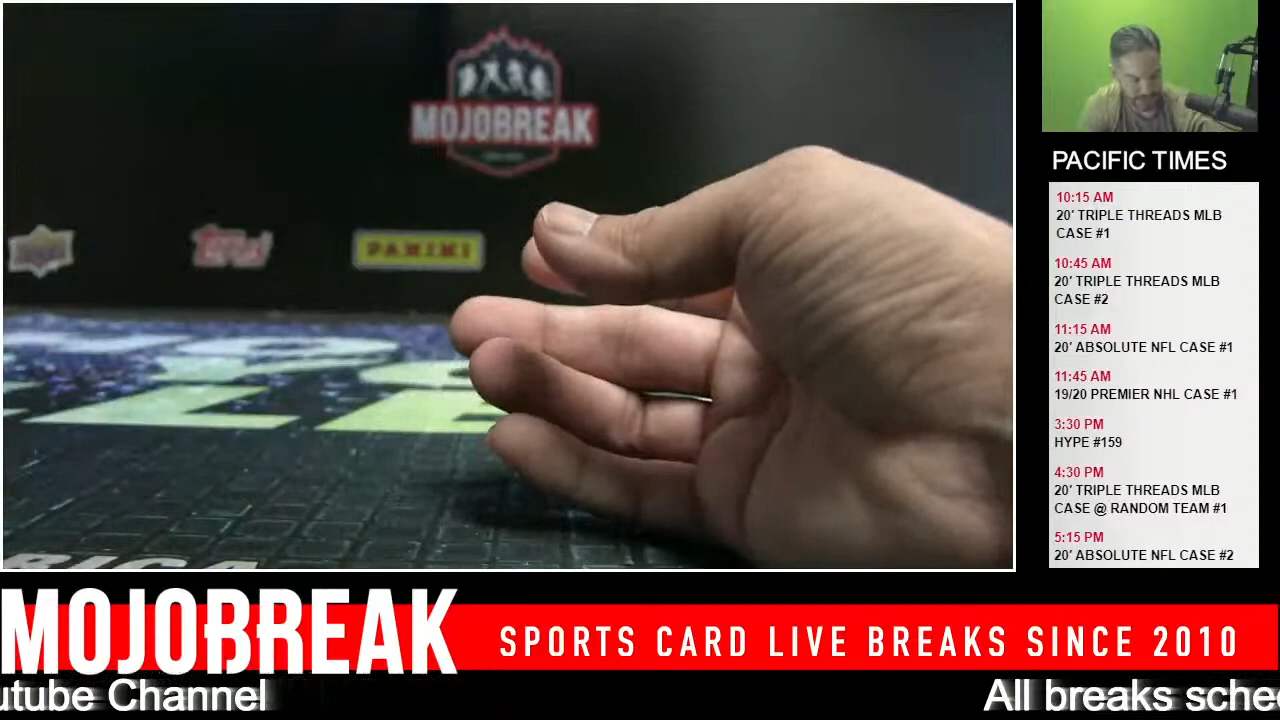 MOJOBREAK
topps
PANINI
PACIFIC TIMES
10:15 AM
20' TRIPLE THREADS MLB
CASE #1
10:45 AM
20' TRIPLE THREADS MLB
CASE #2
11:15 AM
20' ABSOLUTE NFL CASE #1
11:45 AM
19/20 PREMIER NHL CASE #1
3:30 PM
HYPE #159
4:30 PM
20' TRIPLE THREADS MLB
CASE @ RANDOM TEAM #1
5:15 PM
20' ABSOLUTE NFL CASE #2
MOJOBREAK
SPORTS CARD LIVE BREAKS SINCE 2010
utube Channel
All breaks sche